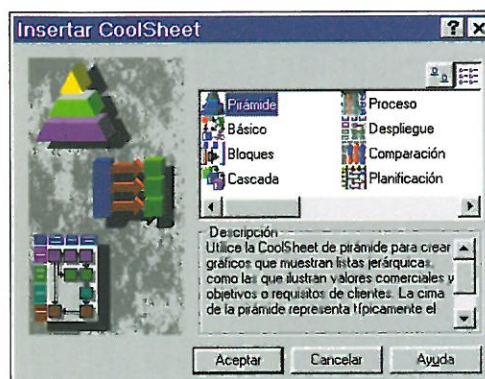 Insertar CoolSheet
Pirámide
Básico
Bloques
Cascada
Proceso
Despliegue
Comparación
Planificación
Descripción
Utilice la CoolSheet de pirámide para crear
gráficos que muestran listas jerárquicas,
como las que ilustran valores comerciales y
objetivos o requisitos de clientes. La cima
de la pirámide representa típicamente el
Aceptar
Cancelar
Ayuda